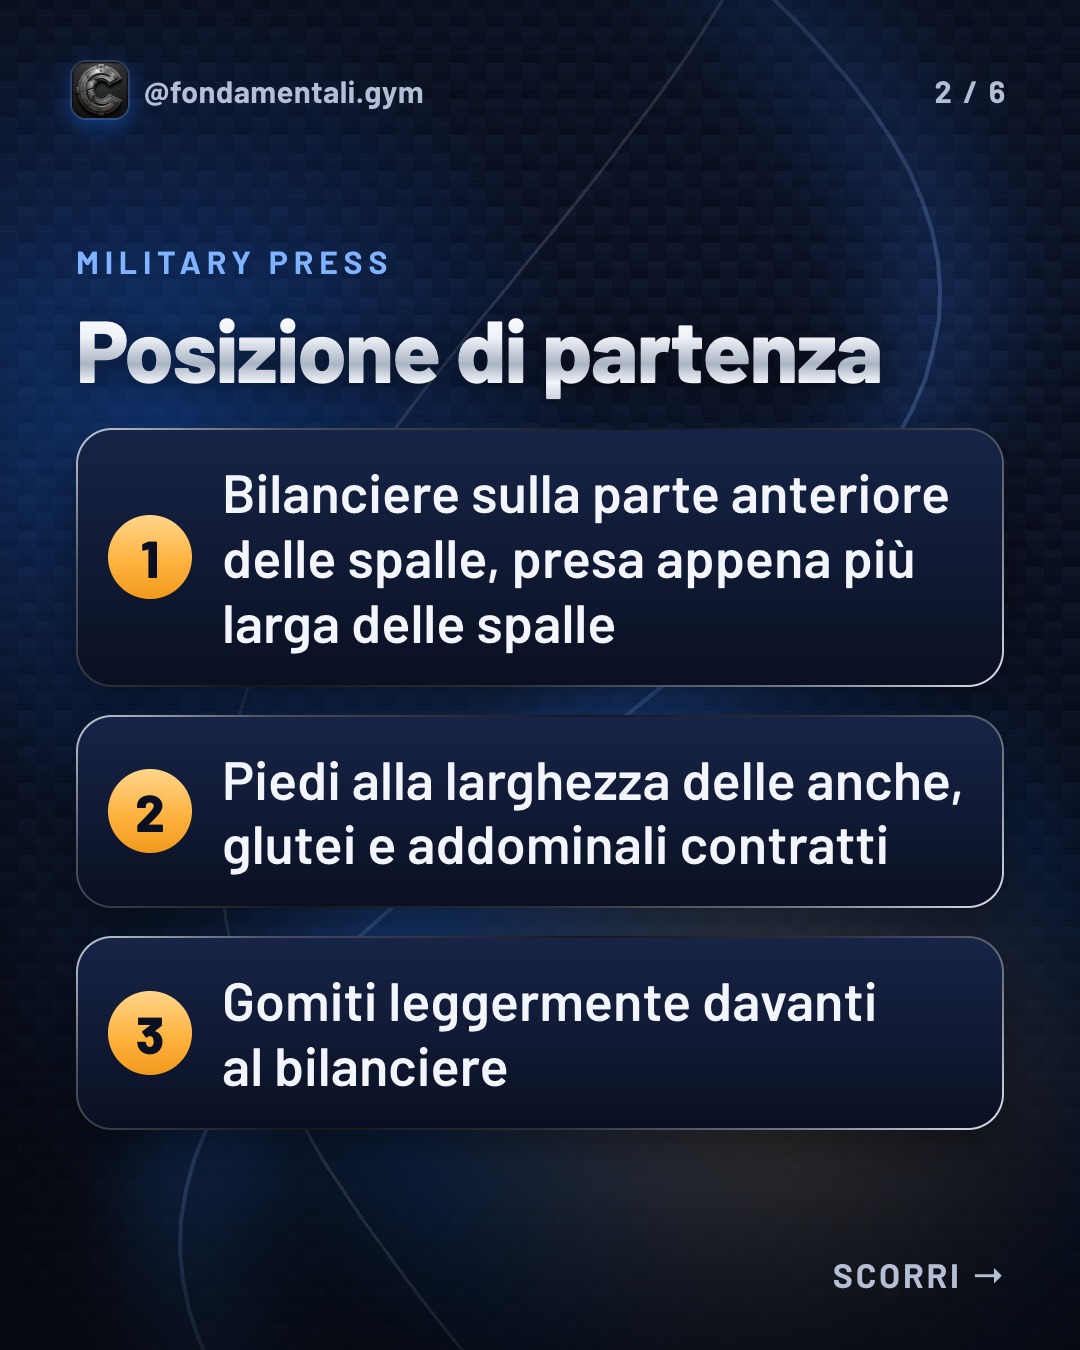 @fondamentali.gym
2 / 6
MILITARY PRESS
Posizione di partenza
1
Bilanciere sulla parte anteriore
delle spalle, presa appena più
larga delle spalle
2
Piedi alla larghezza delle anche,
glutei e addominali contratti
3
Gomiti leggermente davanti
al bilanciere
SCORRI →